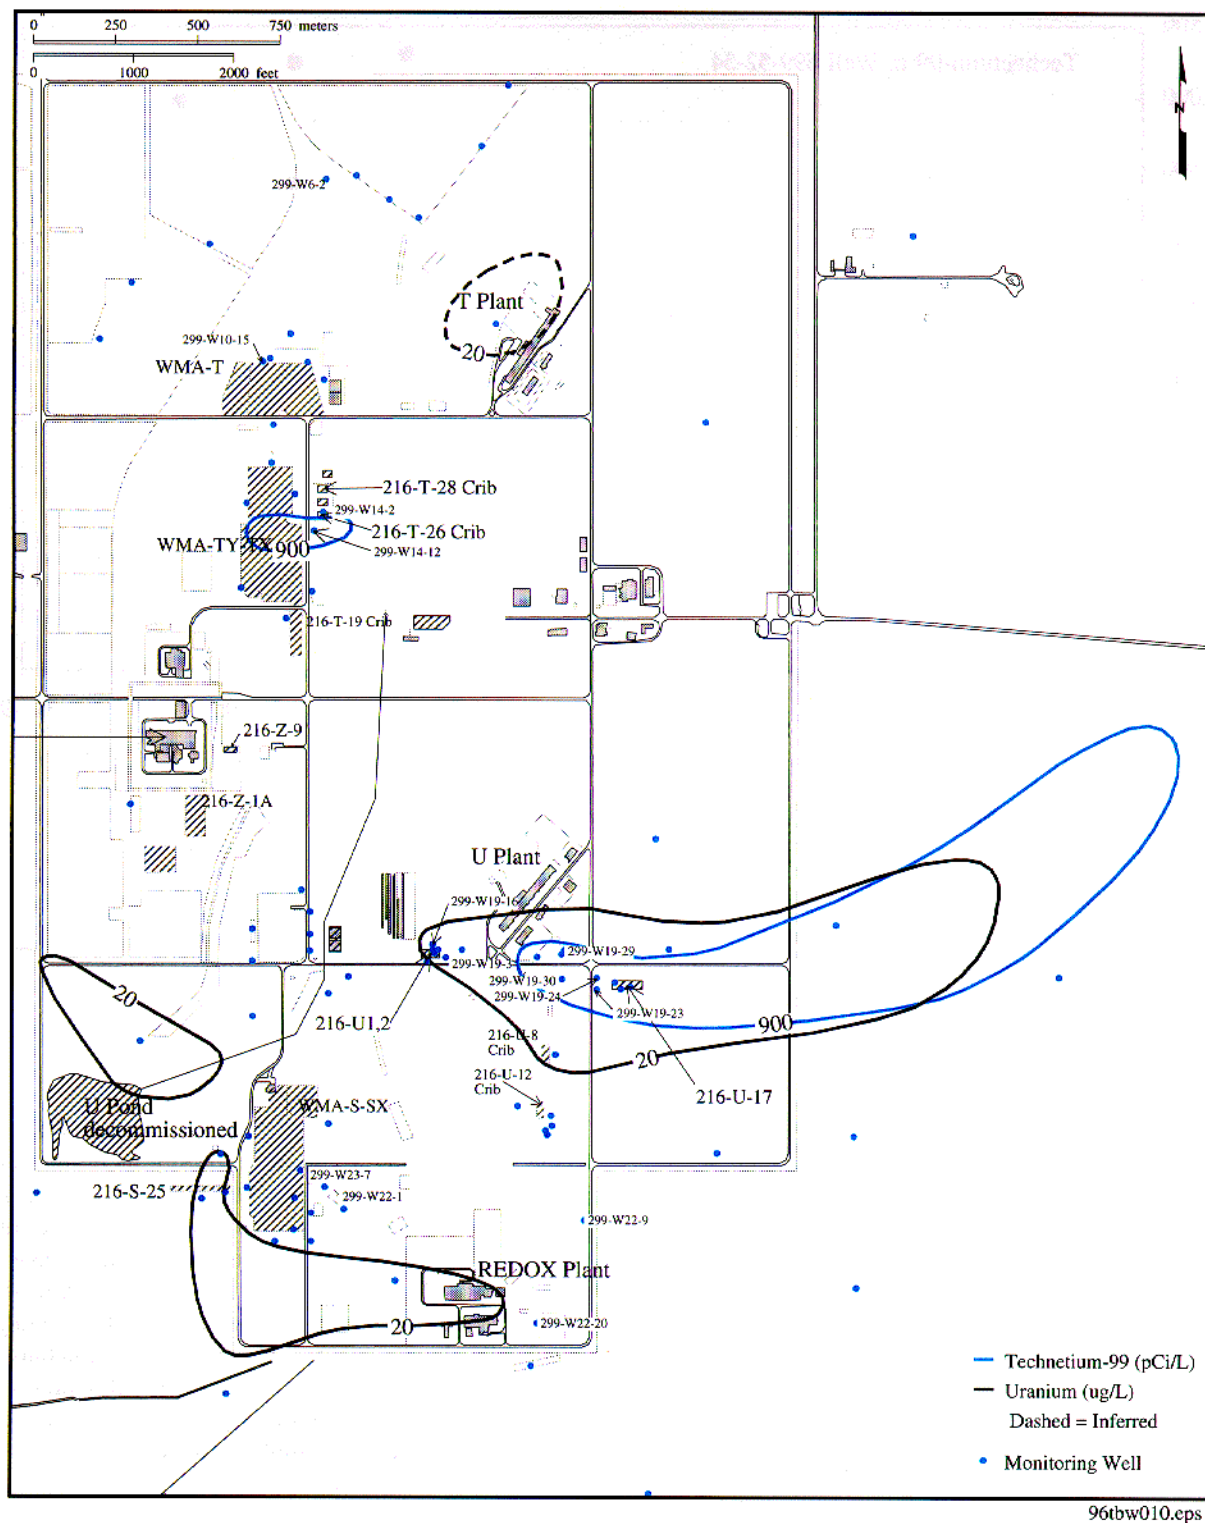 0 250 500 750 meters
0 1000 2000 feet
N
299-W6-2
T Plant
20
299-W10-15
WMA-T
216-T-28 Crib
299-W14-2
216-T-26 Crib
WMA-TY-TX
900
299-W14-12
216-T-19 Crib
216-Z-9
216-Z-1A
U Plant
299-W19-16
299-W19-29
299-W19-3
299-W19-30
299-W19-24
20
299-W19-23
216-U1,2
900
216-U-8
Crib
20
216-U-12
Crib
216-U-17
U Pond
decommissioned
WMA-S-SX
299-W23-7
216-S-25
299-W22-1
299-W22-9
REDOX Plant
20
299-W22-20
Technetium-99 (pCi/L)
Uranium (ug/L)
Dashed = Inferred
Monitoring Well
96tbw010.eps